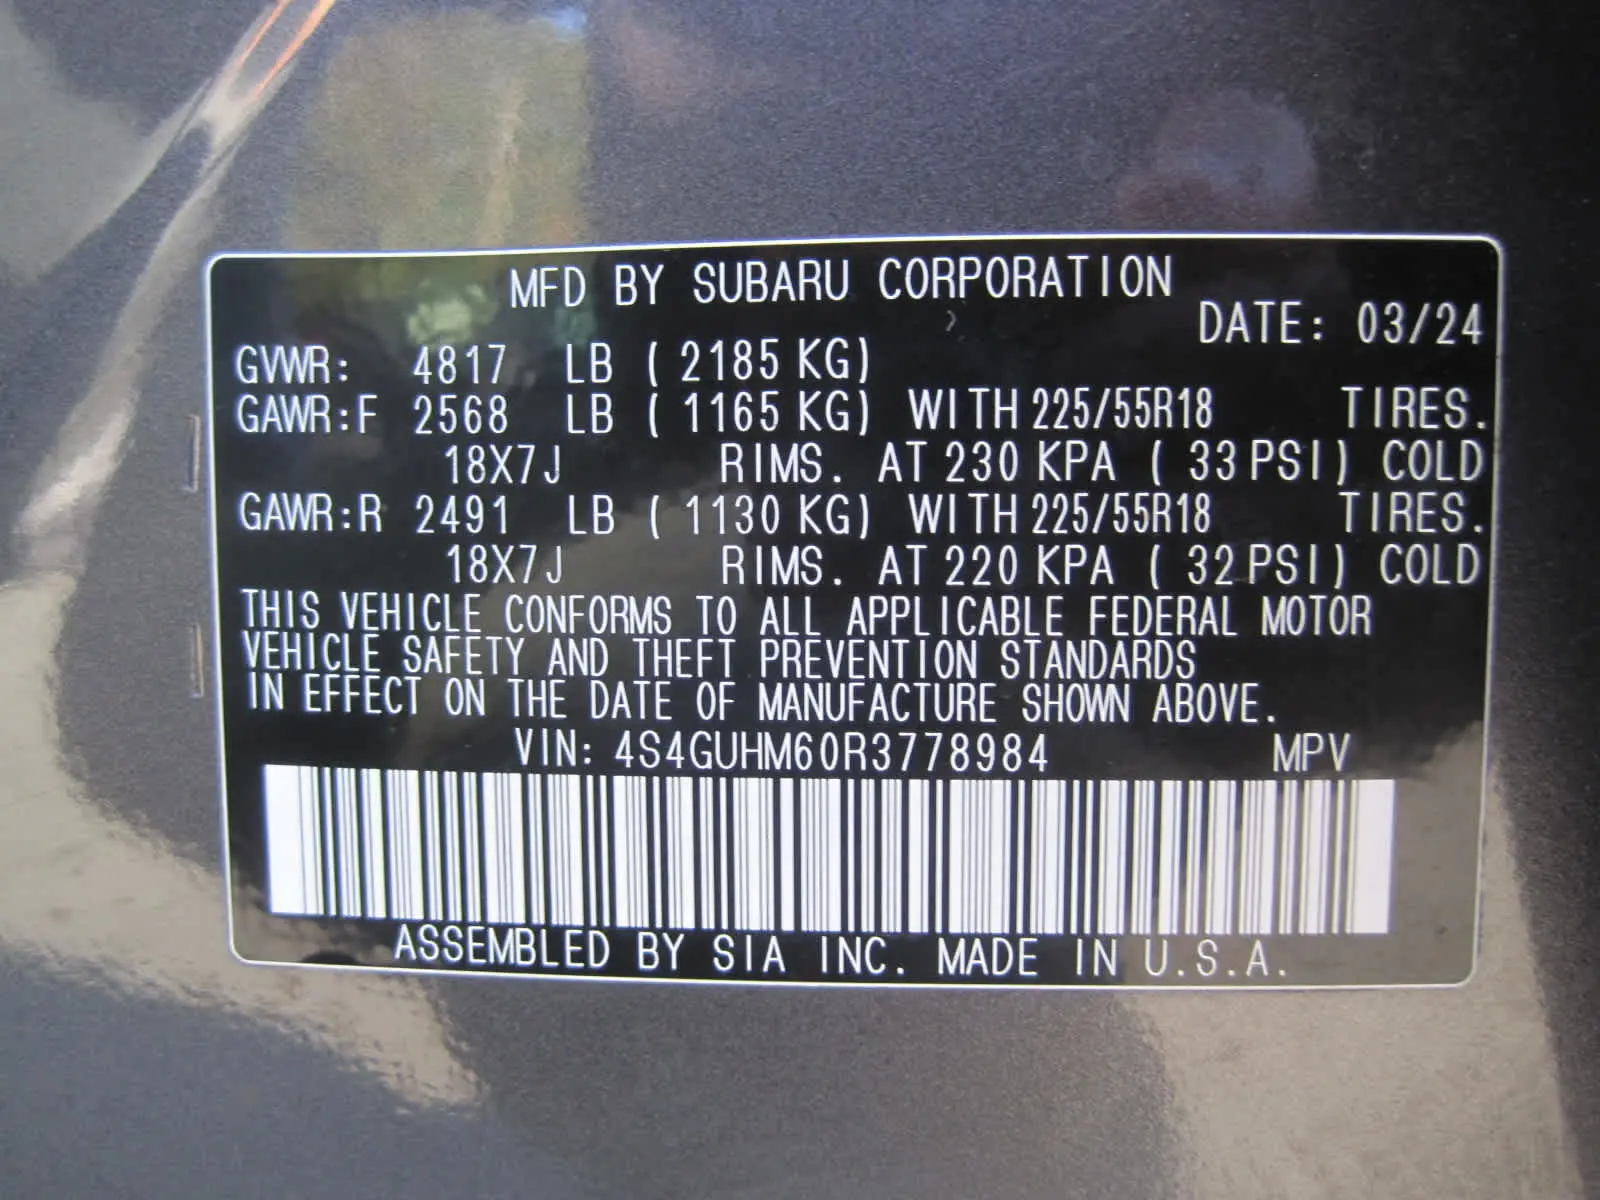 MFD BY SUBARU CORPORATION
DATE: 03/24
GVWR: 4817 LB ( 2185 KG)
GAWR:F 2568 LB ( 1165 KG) WITH 225/55R18 TIRES.
18X7J RIMS. AT 230 KPA ( 33 PSI) COLD
GAWR:R 2491 LB ( 1130 KG) WITH 225/55R18 TIRES.
18X7J RIMS. AT 220 KPA ( 32 PSI) COLD
THIS VEHICLE CONFORMS TO ALL APPLICABLE FEDERAL MOTOR
VEHICLE SAFETY AND THEFT PREVENTION STANDARDS
IN EFFECT ON THE DATE OF MANUFACTURE SHOWN ABOVE.
VIN: 4S4GUHM60R3778984 MPV
ASSEMBLED BY SIA INC. MADE IN U.S.A.